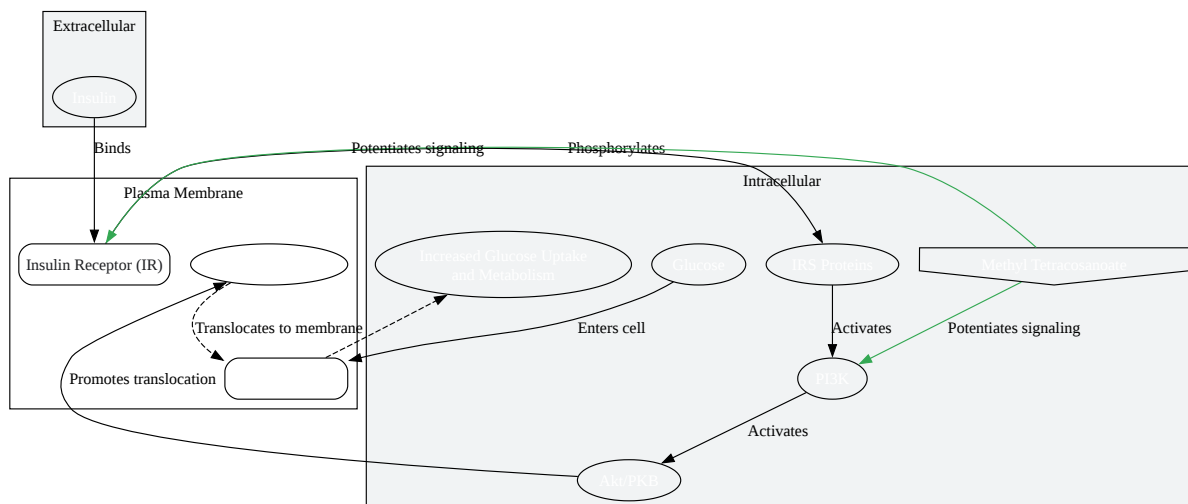 Extracellular
Insulin
Binds
Potentiates signaling
Phosphorylates
Plasma Membrane
Intracellular
Insulin Receptor (IR)
Increased Glucose Uptake
and Metabolism
Glucose
IRS Proteins
Methyl Tetracosanoate
Translocates to membrane
Enters cell
Activates
Potentiates signaling
Promotes translocation
PI3K
Activates
Akt/PKB